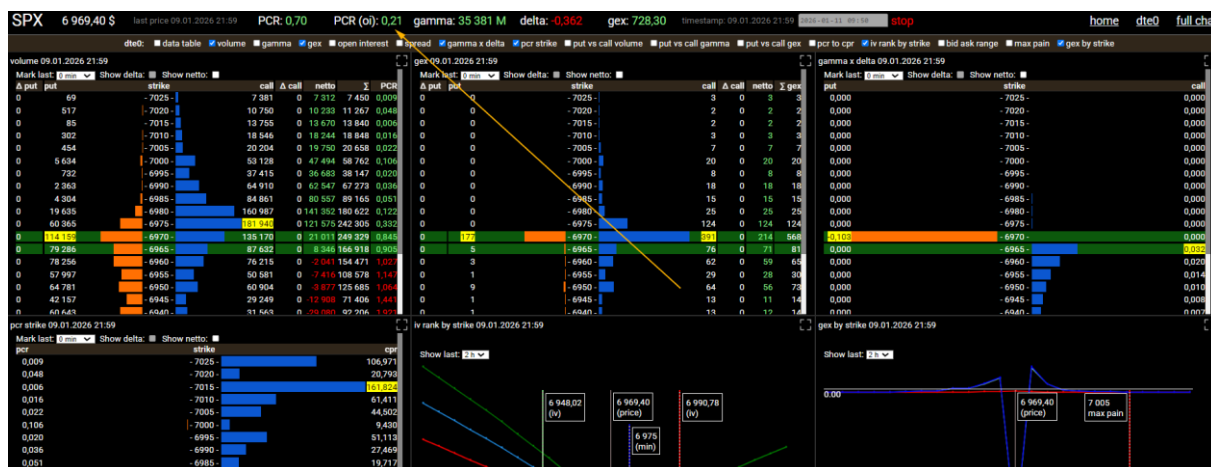 SPX 6 969,40 $ last price 09.01.2026 21:59 PCR: 0,70 PCR (oi): 0,21 gamma: 35 381 M delta: -0,362 gex: 728,30 timestamp: 09.01.2026 21:59 2026-01-11 09:50 stop home dte0 full cha
dte0: data table volume gamma gex open interest spread gamma x delta pcr strike put vs call volume put vs call gamma put vs call gex pcr to cpr iv rank by strike bid ask range max pain gex by strike
volume 09.01.2026 21:59
Mark last: 0 min Show delta: Show netto:
Δ put put strike call Δ call netto Σ PCR
0 69 - 7025 - 7 381 0 7 312 7 450 0,009
0 517 - 7020 - 10 750 0 10 233 11 267 0,048
0 85 - 7015 - 13 755 0 13 670 13 840 0,006
0 302 - 7010 - 18 546 0 18 244 18 848 0,016
0 454 - 7005 - 20 204 0 19 750 20 658 0,022
0 5 634 - 7000 - 53 128 0 47 494 58 762 0,106
0 732 - 6995 - 37 415 0 36 683 38 147 0,020
0 2 363 - 6990 - 64 910 0 62 547 67 273 0,036
0 4 304 - 6985 - 84 861 0 80 557 89 165 0,051
0 19 635 - 6980 - 160 987 0 141 352 180 622 0,122
0 60 365 - 6975 - 181 940 0 121 575 242 305 0,332
0 114 159 - 6970 - 135 170 0 21 011 249 329 0,845
0 79 286 - 6965 - 87 632 0 8 346 166 918 0,905
0 78 256 - 6960 - 76 215 0 -2 041 154 471 1,027
0 57 997 - 6955 - 50 581 0 -7 416 108 578 1,147
0 64 781 - 6950 - 60 904 0 -3 877 125 685 1,064
0 42 157 - 6945 - 29 249 0 -12 908 71 406 1,441
0 60 643 - 6940 - 31 563 0 -29 080 92 206 1,921
gex 09.01.2026 21:59
Mark last: 0 min Show delta: Show netto:
Δ put put strike call Δ call netto Σ gex
0 0 - 7025 - 3 0 3 3
0 0 - 7020 - 2 0 2 2
0 0 - 7015 - 2 0 2 2
0 0 - 7010 - 3 0 3 3
0 0 - 7005 - 7 0 7 7
0 0 - 7000 - 20 0 20 20
0 0 - 6995 - 8 0 8 8
0 0 - 6990 - 18 0 18 18
0 0 - 6985 - 15 0 15 15
0 0 - 6980 - 25 0 25 25
0 0 - 6975 - 124 0 124 124
0 177 - 6970 - 391 0 214 568
0 5 - 6965 - 76 0 71 81
0 3 - 6960 - 62 0 59 65
0 1 - 6955 - 29 0 28 30
0 9 - 6950 - 64 0 56 73
0 1 - 6945 - 13 0 11 14
0 1 - 6940 - 13 0 12 14
gamma x delta 09.01.2026 21:59
Mark last: 0 min Show delta: Show netto:
put strike call
0,000 - 7025 - 0,000
0,000 - 7020 - 0,000
0,000 - 7015 - 0,000
0,000 - 7010 - 0,000
0,000 - 7005 - 0,000
0,000 - 7000 - 0,000
0,000 - 6995 - 0,000
0,000 - 6990 - 0,000
0,000 - 6985 - 0,000
0,000 - 6980 - 0,000
0,000 - 6975 - 0,000
-0,103 - 6970 - 0,000
0,000 - 6965 - 0,032
0,000 - 6960 - 0,020
0,000 - 6955 - 0,014
0,000 - 6950 - 0,010
0,000 - 6945 - 0,008
0,000 - 6940 - 0,007
pcr strike 09.01.2026 21:59
Mark last: 0 min Show delta: Show netto:
pcr strike cpr
0,009 - 7025 - 106,971
0,048 - 7020 - 20,793
0,006 - 7015 - 161,824
0,016 - 7010 - 61,411
0,022 - 7005 - 44,502
0,106 - 7000 - 9,430
0,020 - 6995 - 51,113
0,036 - 6990 - 27,469
0,051 - 6985 - 19,717
iv rank by strike 09.01.2026 21:59
Show last: 2 h
6 948,02
(iv)
6 969,40
(price)
6 990,78
(iv)
6 975
(min)
gex by strike 09.01.2026 21:59
Show last: 2 h
0.00
6 969,40
(price)
7 005
max pain